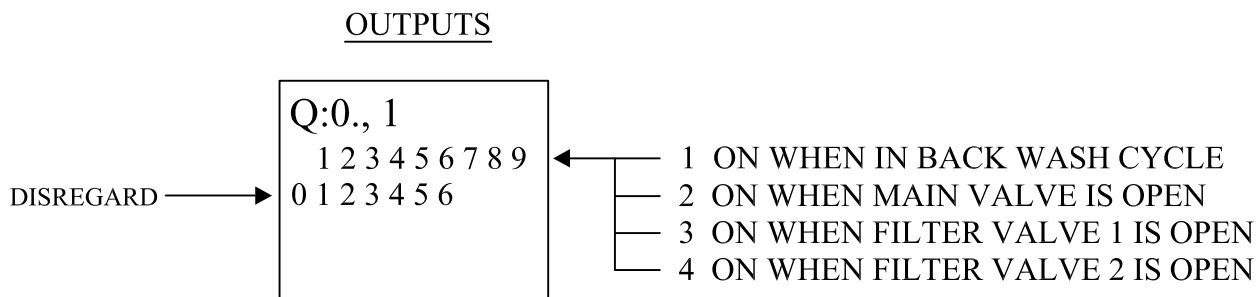 OUTPUTS
Q:0., 1
1 2 3 4 5 6 7 8 9
DISREGARD
0 1 2 3 4 5 6
1 ON WHEN IN BACK WASH CYCLE
2 ON WHEN MAIN VALVE IS OPEN
3 ON WHEN FILTER VALVE 1 IS OPEN
4 ON WHEN FILTER VALVE 2 IS OPEN